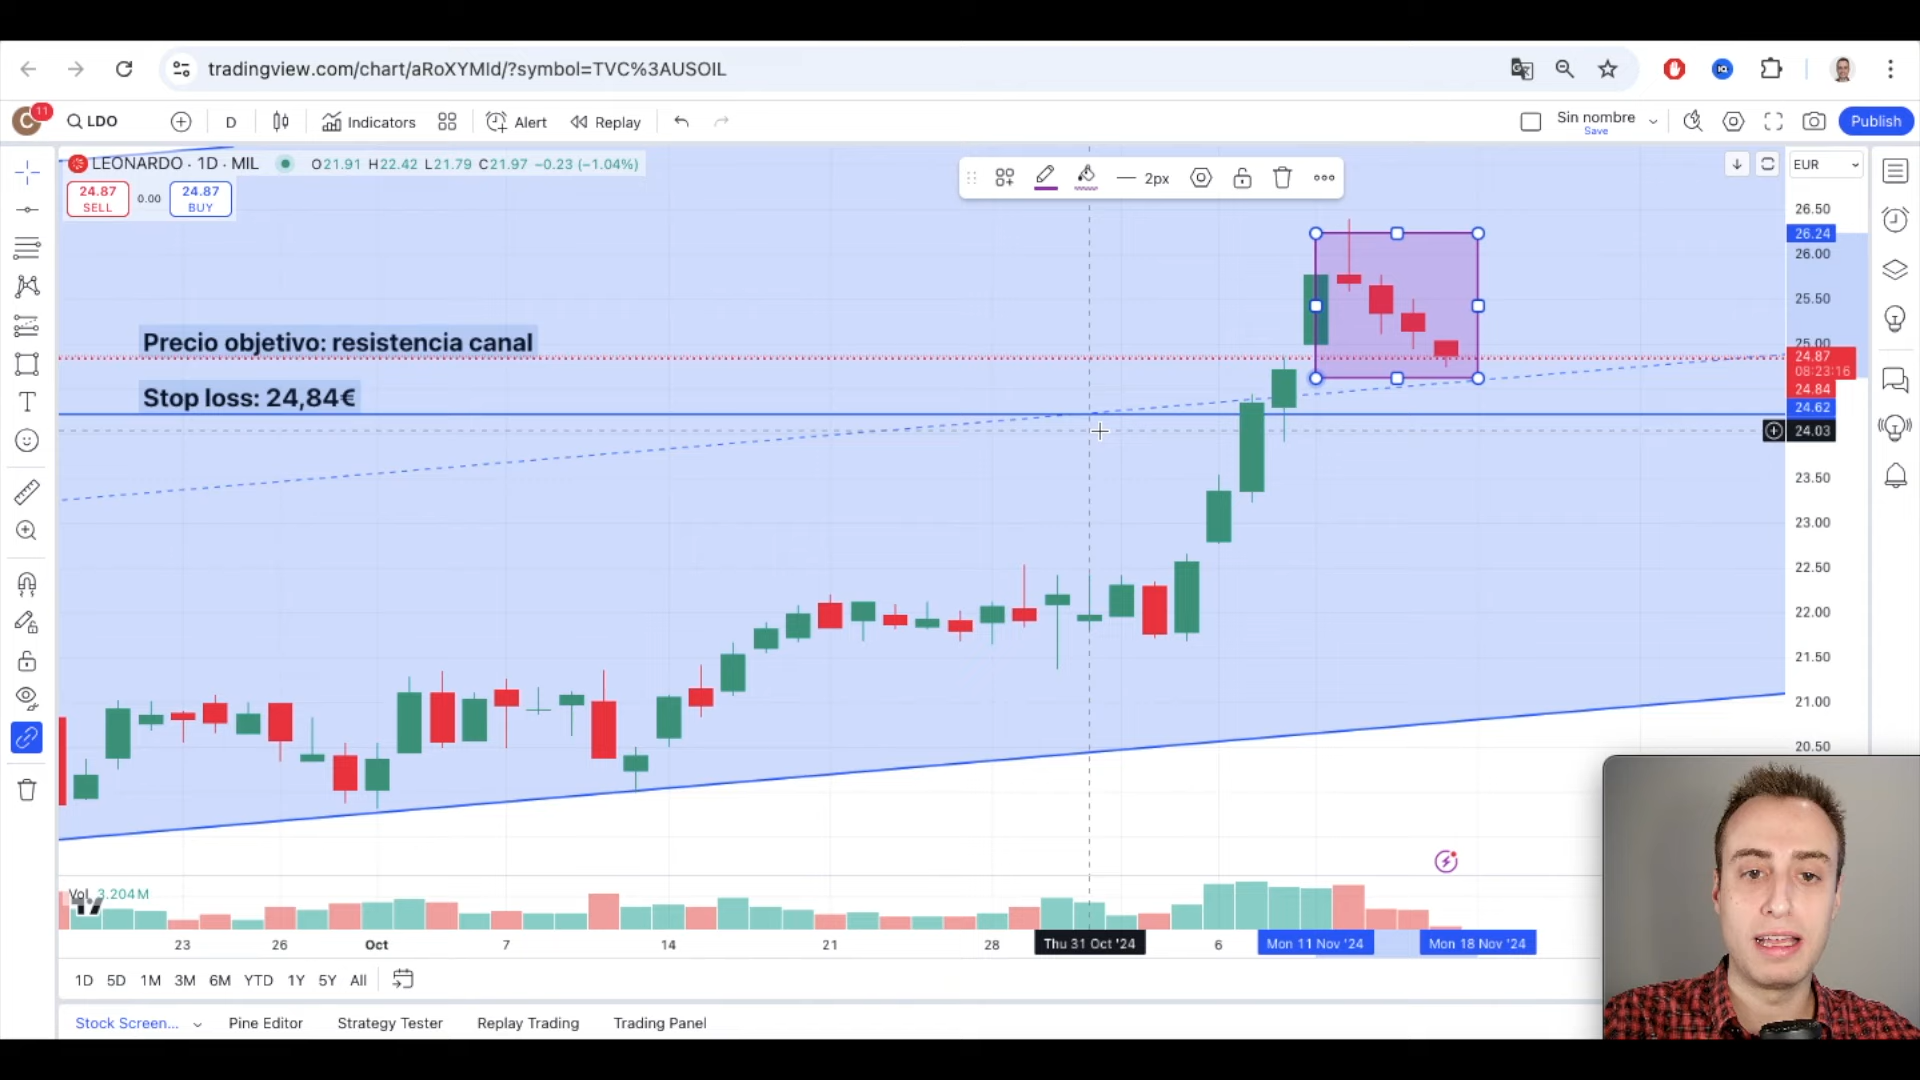 tradingview.com/chart/aRoXYMld/?symbol=TVC%3AUSOIL
C 11 LDO D Indicators Alert Replay Sin nombre Save Publish
LEONARDO · 1D · MIL O21.91 H22.42 L21.79 C21.97 −0.23 (−1.04%)
24.87 SELL 0.00 24.87 BUY
2px
EUR
26.50
26.24
26.00
25.50
25.00
24.87
08:23:16
24.84
24.62
24.03
23.50
23.00
22.50
22.00
21.50
21.00
20.50
Precio objetivo: resistencia canal
Stop loss: 24,84€
Vol 3.204M
23 26 Oct 7 14 21 28 Thu 31 Oct '24 6 Mon 11 Nov '24 Mon 18 Nov '24
1D 5D 1M 3M 6M YTD 1Y 5Y All
Stock Screen... Pine Editor Strategy Tester Replay Trading Trading Panel